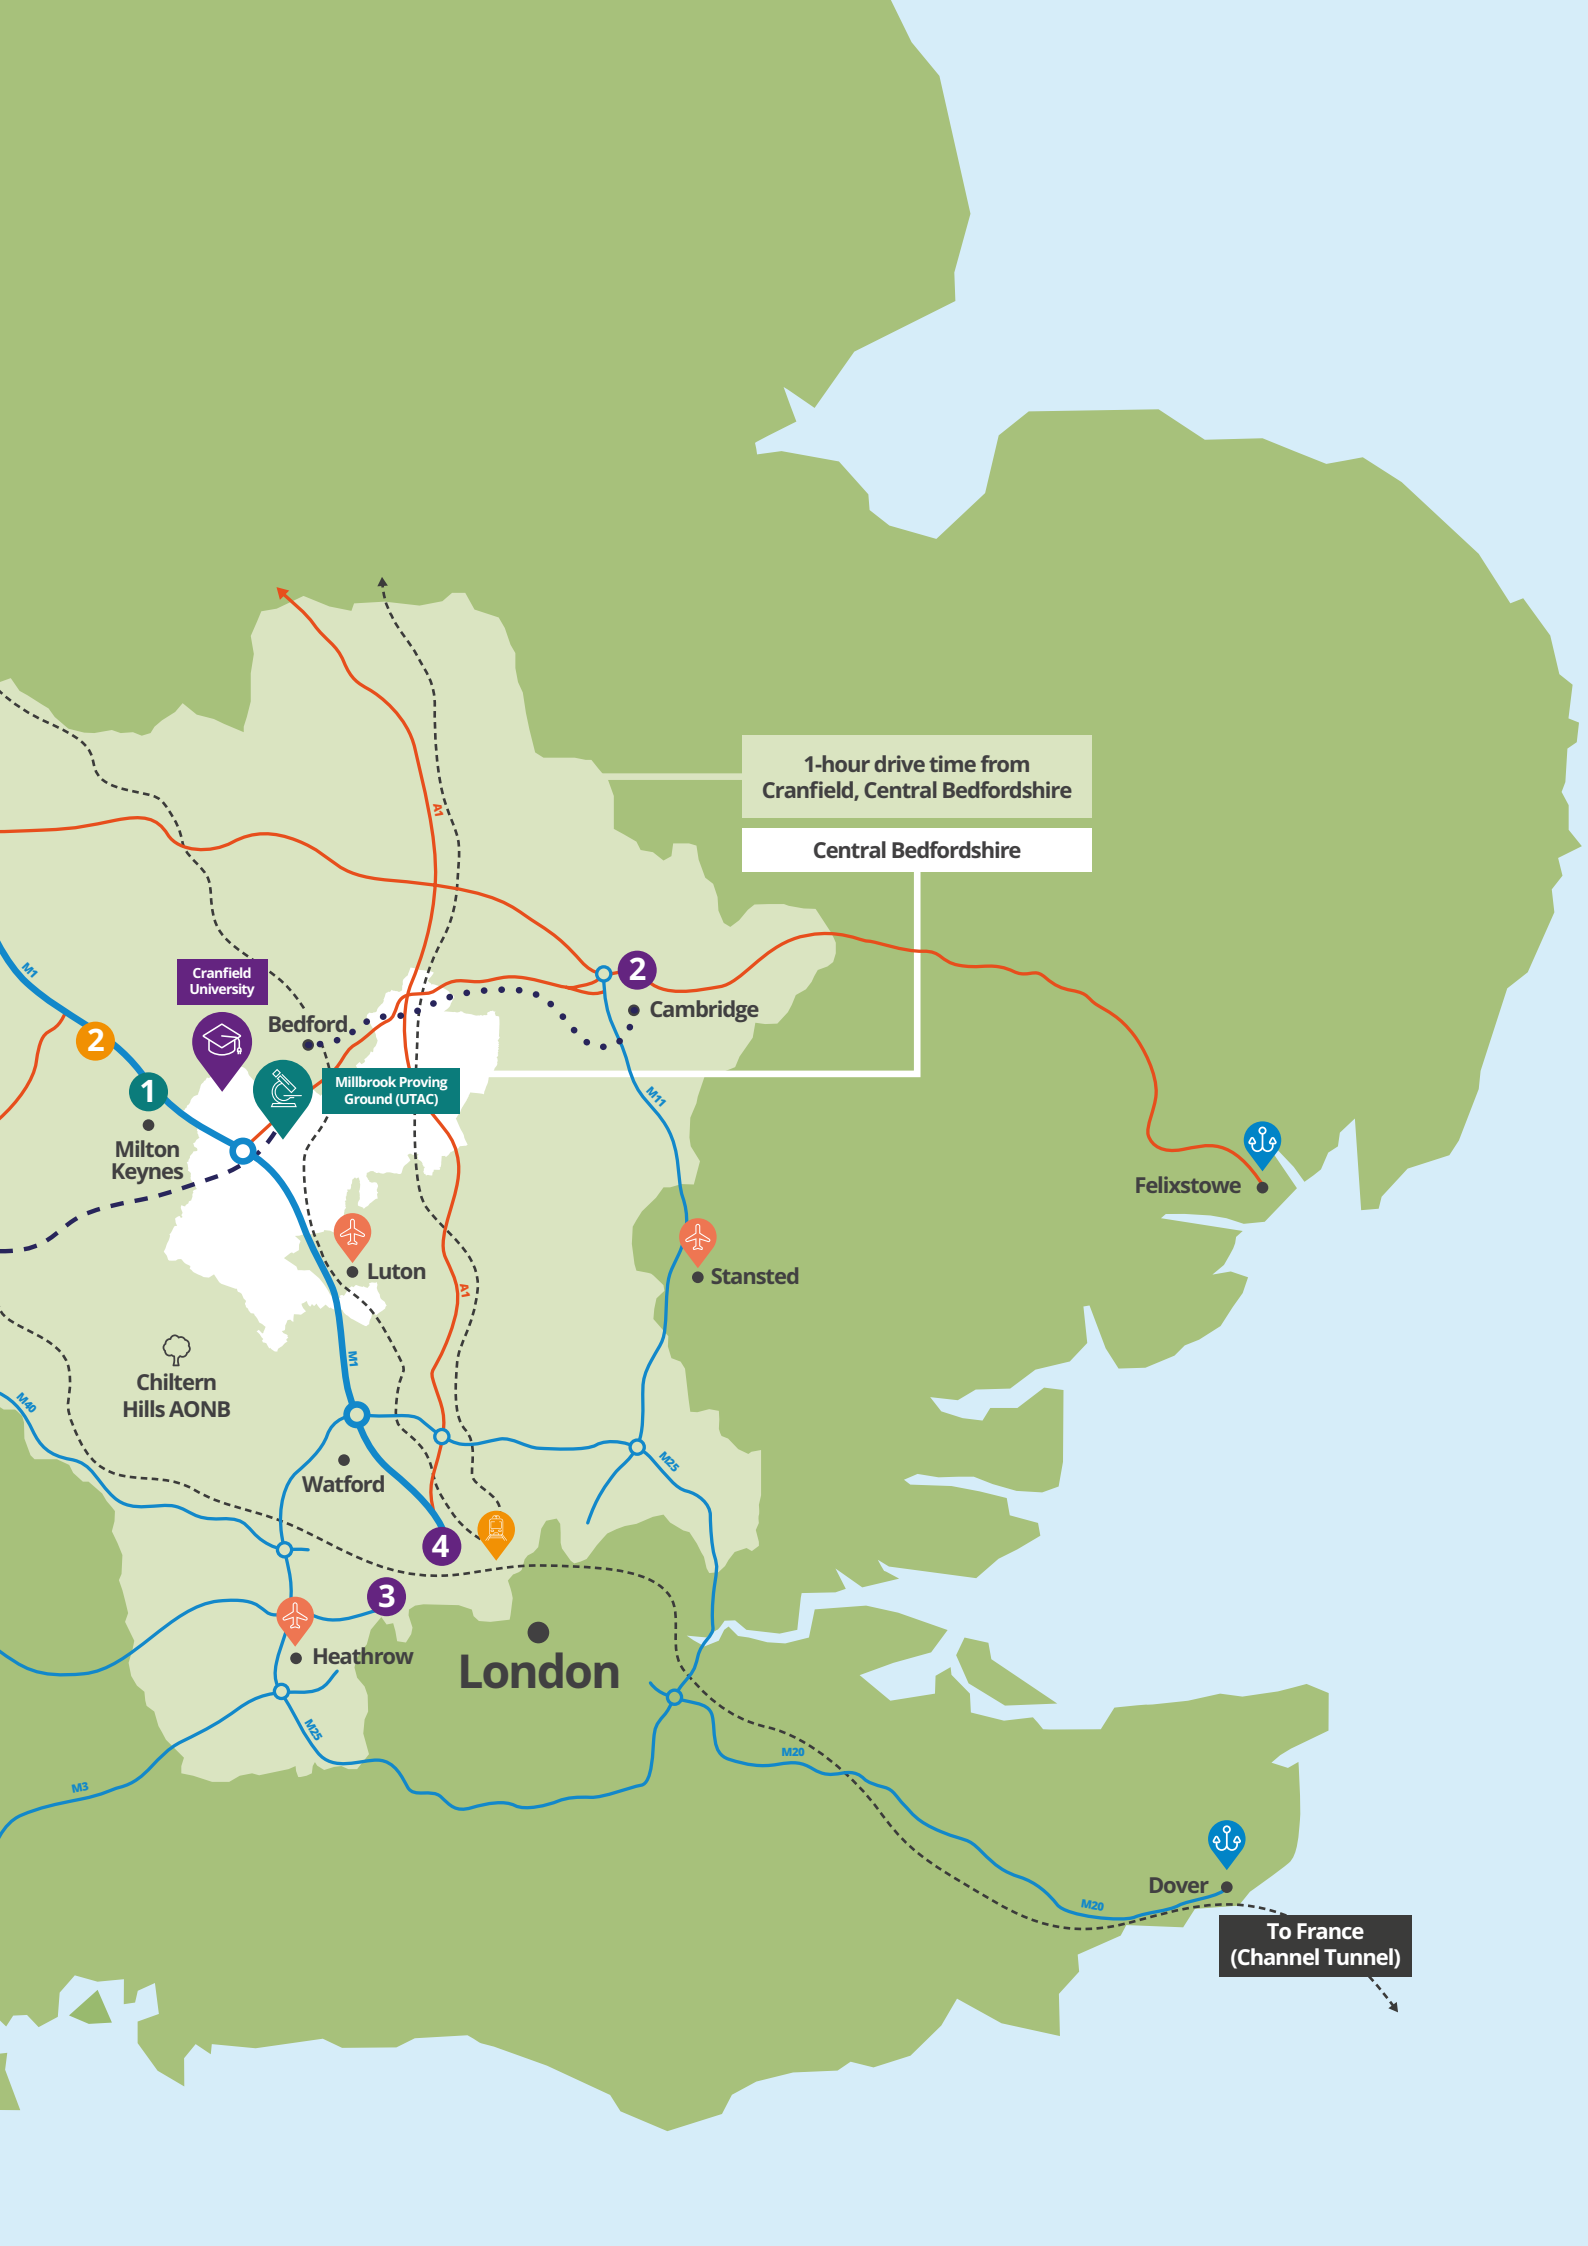 1-hour drive time from
Cranfield, Central Bedfordshire
Central Bedfordshire
A1
M1
Cranfield
University
2
Cambridge
Bedford
2
1
Milton
Keynes
Millbrook Proving
Ground (UTAC)
M11
Felixstowe
Luton
Stansted
A1
M1
Chiltern
Hills AONB
M40
Watford
M25
4
3
Heathrow
London
M25
M3
M20
M20
Dover
To France
(Channel Tunnel)